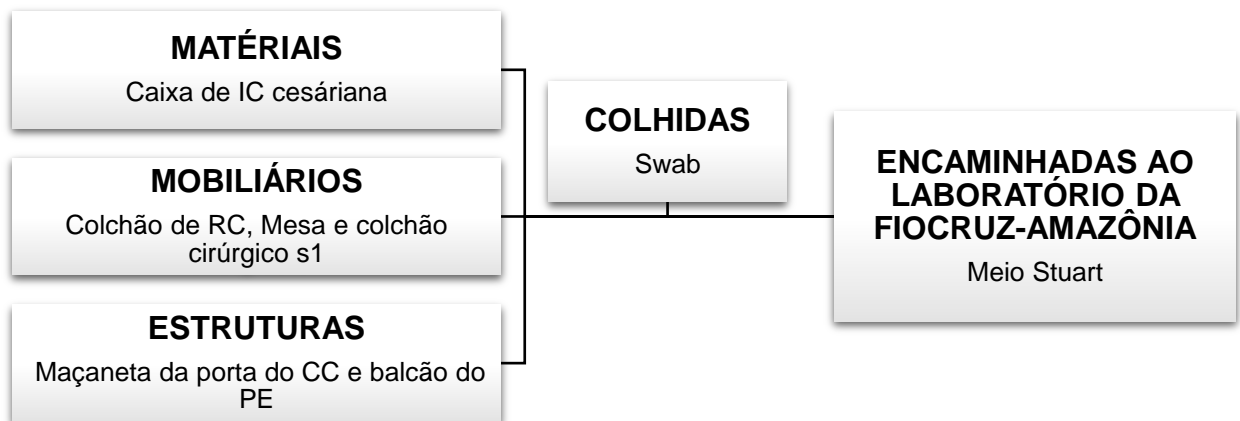 MATÉRIAIS
Caixa de IC cesáriana
MOBILIÁRIOS
Colchão de RC, Mesa e colchão
cirúrgico s1
ESTRUTURAS
Maçaneta da porta do CC e balcão do
PE
COLHIDAS
Swab
ENCAMINHADAS AO
LABORATÓRIO DA
FIOCRUZ-AMAZÔNIA
Meio Stuart